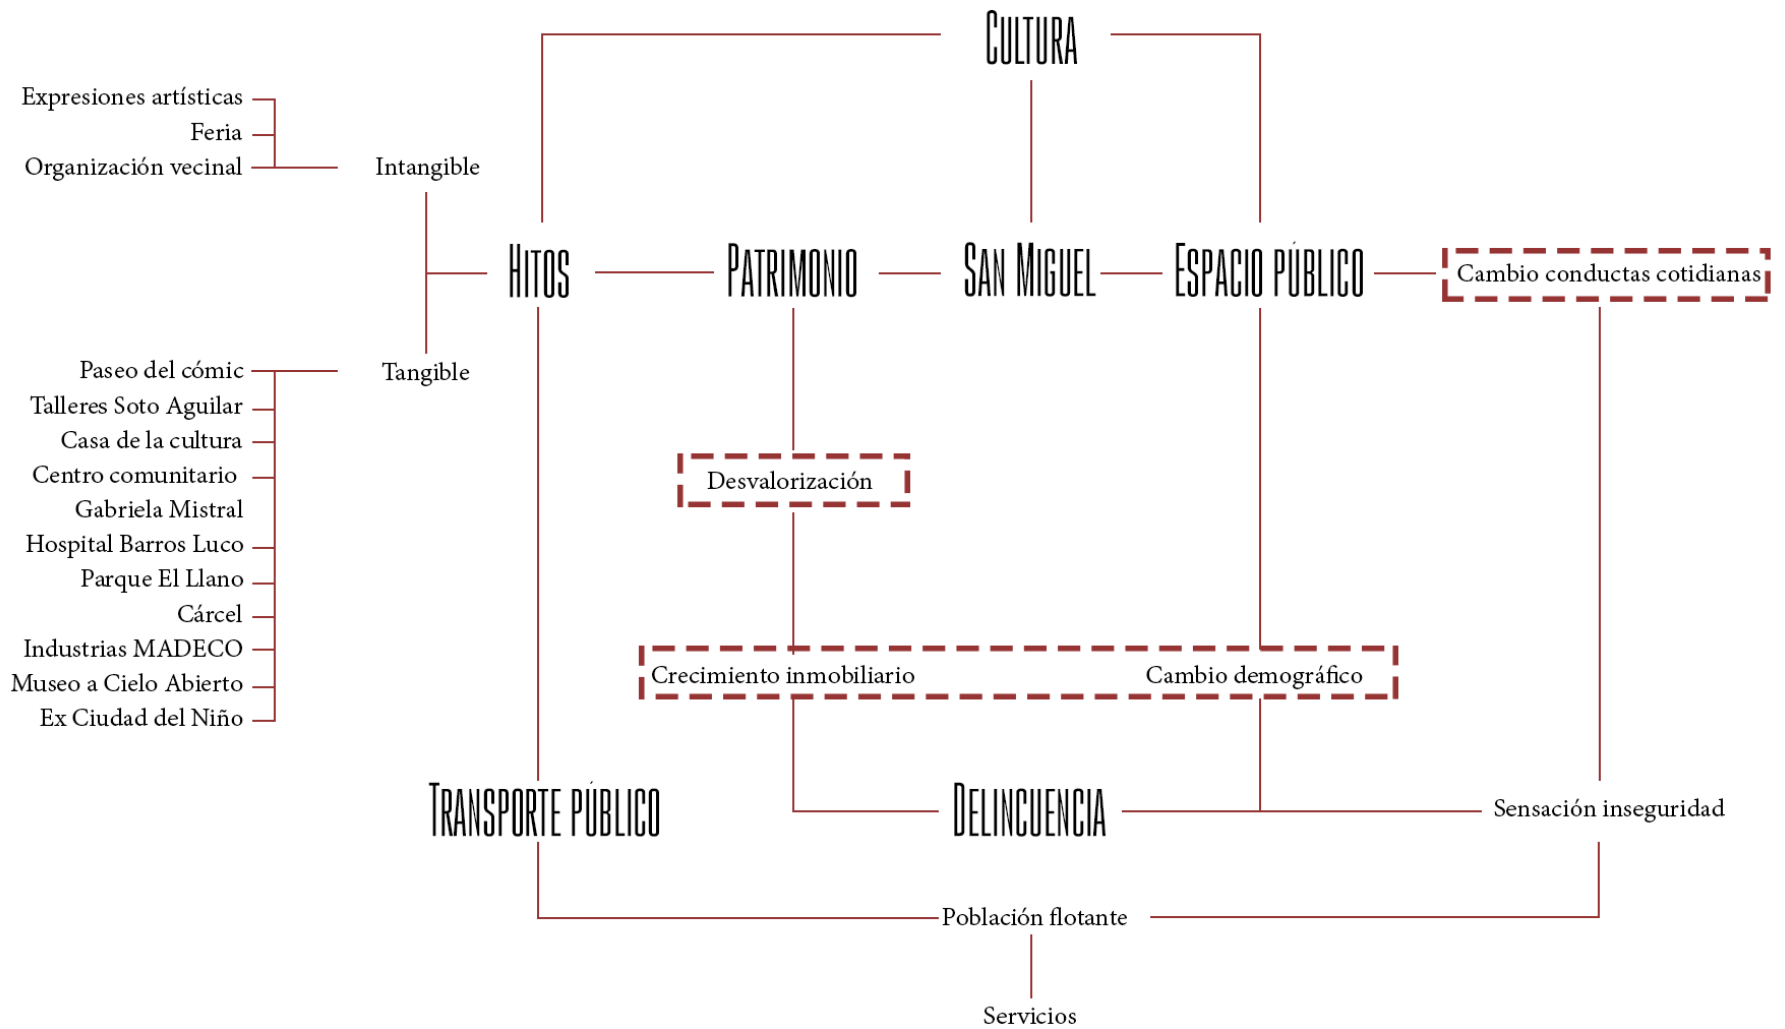 CULTURA
Expresiones artísticas
Feria
Organización vecinal
Intangible
HITOS
PATRIMONIO
SAN MIGUEL
ESPACIO PÚBLICO
Cambio conductas cotidianas
Paseo del cómic
Tangible
Talleres Soto Aguilar
Casa de la cultura
Centro comunitario
Gabriela Mistral
Hospital Barros Luco
Parque El Llano
Cárcel
Industrias MADECO
Museo a Cielo Abierto
Ex Ciudad del Niño
Desvalorización
Crecimiento inmobiliario
Cambio demográfico
TRANSPORTE PÚBLICO
DELINCUENCIA
Sensación inseguridad
Población flotante
Servicios